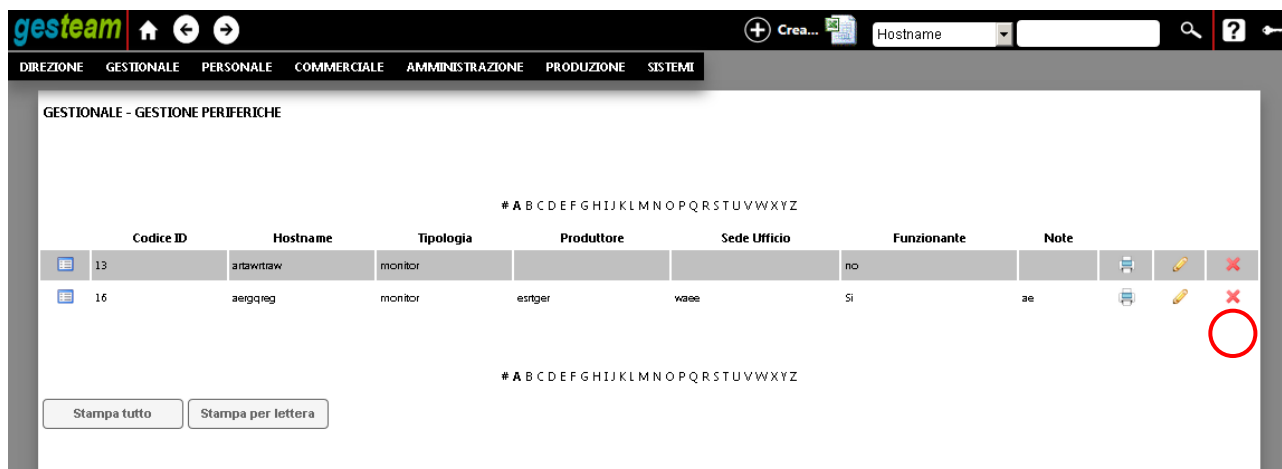 gesteam Crea... Hostname ?
DIREZIONE GESTIONALE PERSONALE COMMERCIALE AMMINISTRAZIONE PRODUZIONE SISTEMI
GESTIONALE - GESTIONE PERIFERICHE
# A B C D E F G H I J K L M N O P Q R S T U V W X Y Z
Codice ID Hostname Tipologia Produttore Sede Ufficio Funzionante Note
13 artawrtraw monitor no
16 aergqreg monitor esrtger waee Si ae
# A B C D E F G H I J K L M N O P Q R S T U V W X Y Z
Stampa tutto Stampa per lettera